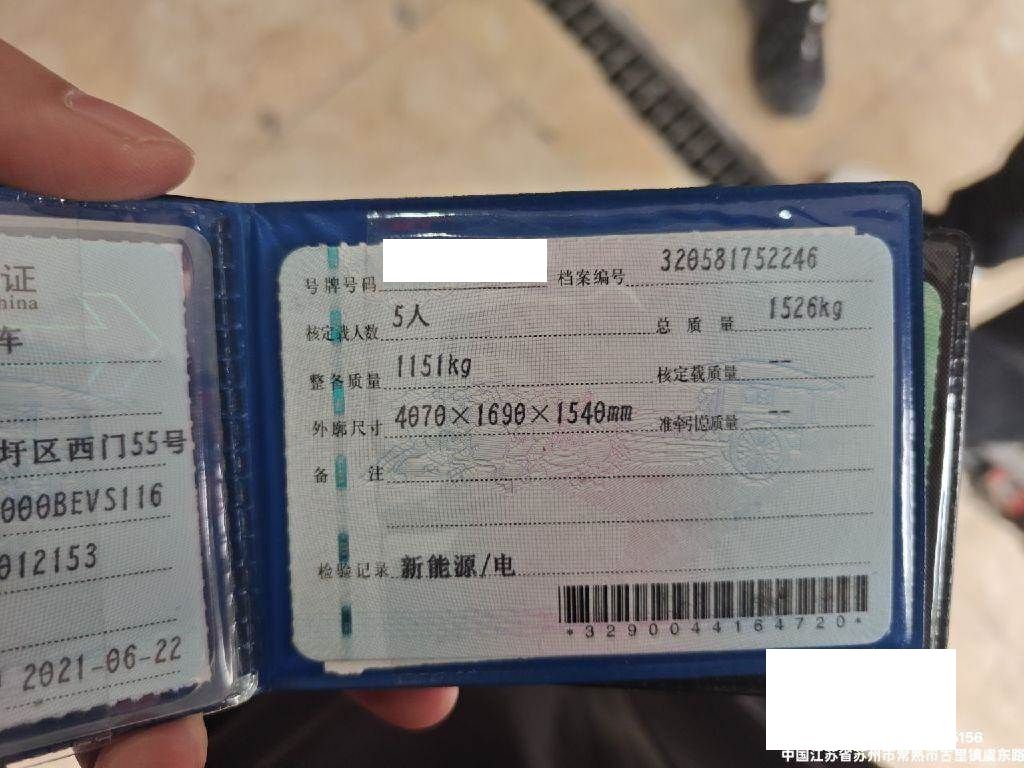 证
China
车
圩区西门55号
000BEVS116
012153
2021-06-22
号牌号码 档案编号 320581752246
核定载人数 5人 总质量 1526kg
整备质量 1151kg 核定载质量 --
外廓尺寸 4070×1690×1540mm 准牵引总质量 --
备注
检验记录 新能源/电
*3290044164720*
5156
中国江苏省苏州市常熟市古里镇虞东路